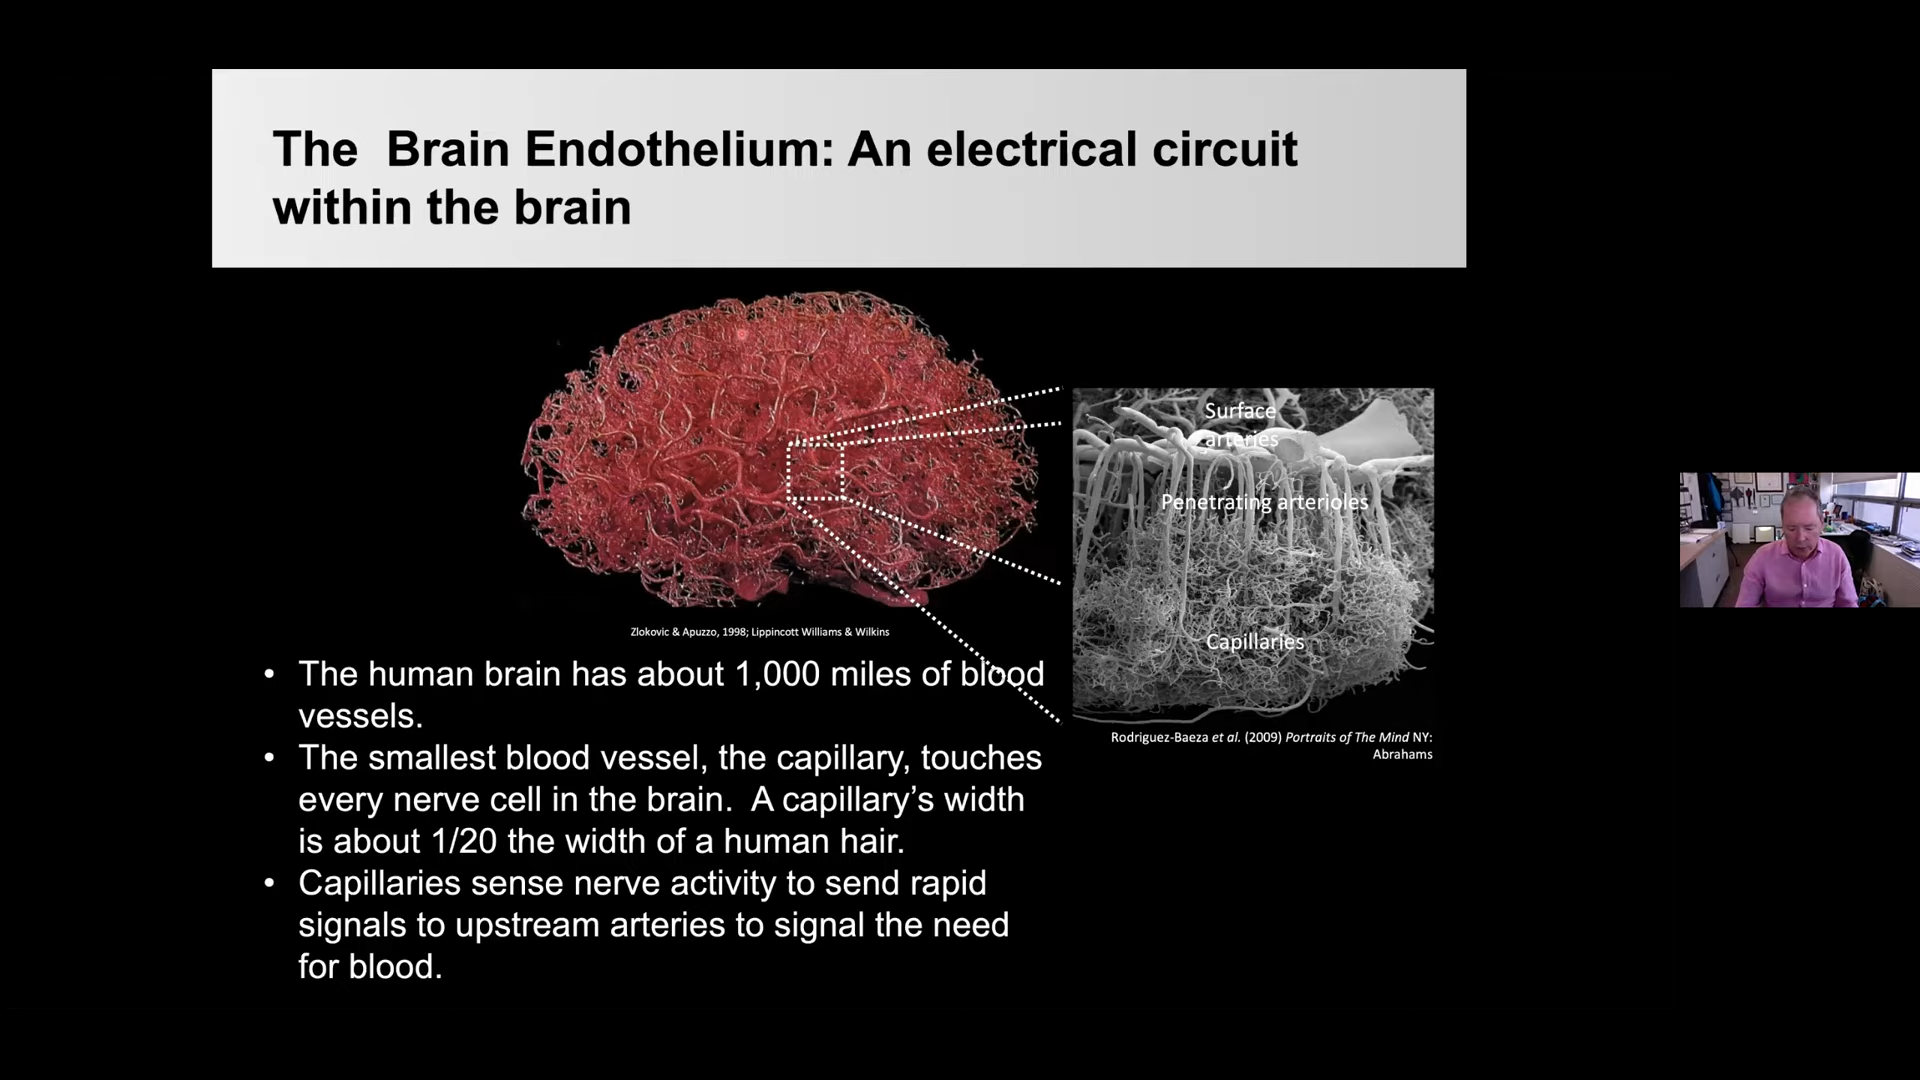 The  Brain Endothelium: An electrical circuit
within the brain
Surface
arteries
Penetrating arterioles
Capillaries
Zlokovic & Apuzzo, 1998; Lippincott Williams & Wilkins
Rodriguez-Baeza et al. (2009) Portraits of The Mind NY:
Abrahams
• The human brain has about 1,000 miles of blood
vessels.
• The smallest blood vessel, the capillary, touches
every nerve cell in the brain.  A capillary’s width
is about 1/20 the width of a human hair.
• Capillaries sense nerve activity to send rapid
signals to upstream arteries to signal the need
for blood.